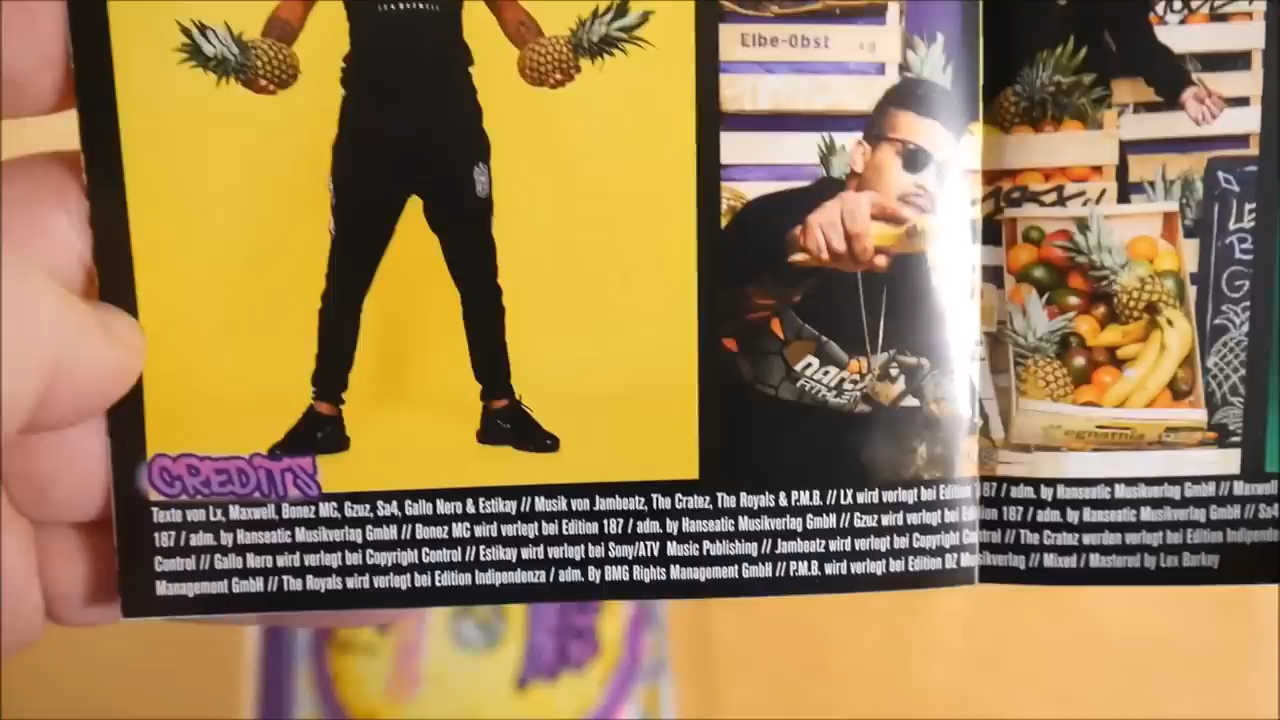 Elbe-Obst
CREDITS
Texte von Lx, Maxwell, Bonez MC, Gzuz, Sa4, Gallo Nero & Estikay // Musik von Jambeatz, The Cratez, The Royals & P.M.B. // LX wird verlegt bei Edition 187 / adm. by Hanseatic Musikverlag GmbH // Maxwell
187 / adm. by Hanseatic Musikverlag GmbH // Bonez MC wird verlegt bei Edition 187 / adm. by Hanseatic Musikverlag GmbH // Gzuz wird verlegt bei Edition 187 / adm. by Hanseatic Musikverlag GmbH // Sa4
Control // Gallo Nero wird verlegt bei Copyright Control // Estikay wird verlegt bei Sony/ATV Music Publishing // Jambeatz wird verlegt bei Copyright Control // The Cratez werden verlegt bei Edition
Management GmbH // The Royals wird verlegt bei Edition Indipendenza / adm. By BMG Rights Management GmbH // P.M.B. wird verlegt bei Edition DZ Musikverlag // Mixed / Mastered by Lex Barkey